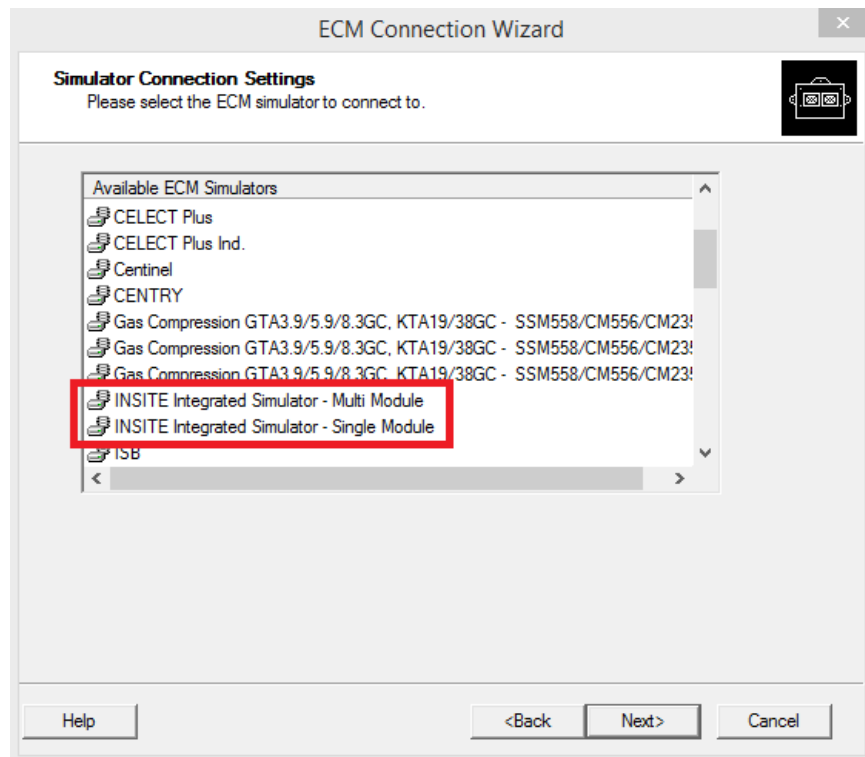 ECM Connection Wizard
Simulator Connection Settings
Please select the ECM simulator to connect to.
Available ECM Simulators
CELECT Plus
CELECT Plus Ind.
Centinel
CENTRY
Gas Compression GTA3.9/5.9/8.3GC, KTA19/38GC - SSM558/CM556/CM23!
Gas Compression GTA3.9/5.9/8.3GC, KTA19/38GC - SSM558/CM556/CM23!
Gas Compression GTA3.9/5.9/8.3GC, KTA19/38GC - SSM558/CM556/CM23!
INSITE Integrated Simulator - Multi Module
INSITE Integrated Simulator - Single Module
ISB
Help
<Back
Next>
Cancel